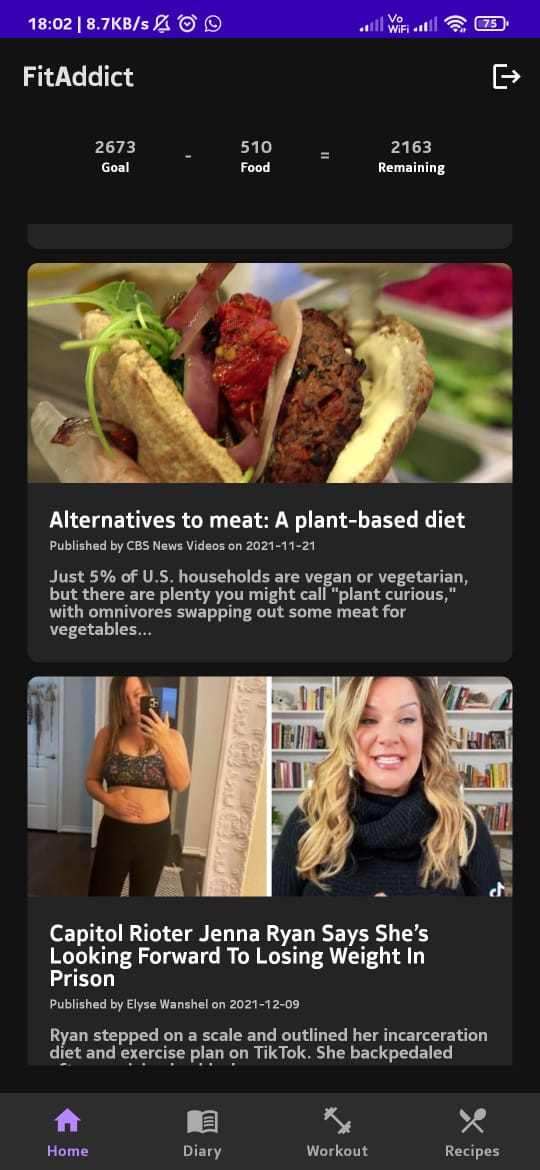 18:02 | 8.7KB/s
Vo
WiFi
75
FitAddict
2673 - 510 = 2163
Goal Food Remaining
Alternatives to meat: A plant-based diet
Published by CBS News Videos on 2021-11-21
Just 5% of U.S. households are vegan or vegetarian,
but there are plenty you might call "plant curious,"
with omnivores swapping out some meat for
vegetables...
Capitol Rioter Jenna Ryan Says She’s
Looking Forward To Losing Weight In
Prison
Published by Elyse Wanshel on 2021-12-09
Ryan stepped on a scale and outlined her incarceration
diet and exercise plan on TikTok. She backpedaled
Home Diary Workout Recipes